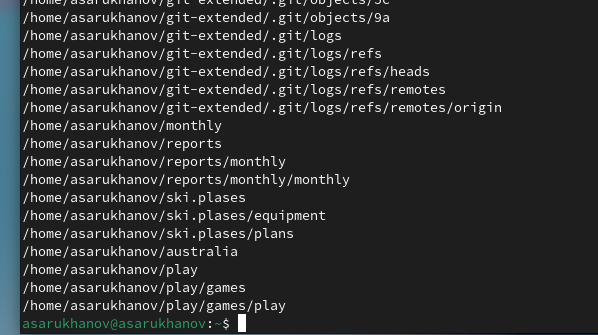 /home/asarukhanov/git-extended/.git/objects/5c
/home/asarukhanov/git-extended/.git/objects/9a
/home/asarukhanov/git-extended/.git/logs
/home/asarukhanov/git-extended/.git/logs/refs
/home/asarukhanov/git-extended/.git/logs/refs/heads
/home/asarukhanov/git-extended/.git/logs/refs/remotes
/home/asarukhanov/git-extended/.git/logs/refs/remotes/origin
/home/asarukhanov/monthly
/home/asarukhanov/reports
/home/asarukhanov/reports/monthly
/home/asarukhanov/reports/monthly/monthly
/home/asarukhanov/ski.plases
/home/asarukhanov/ski.plases/equipment
/home/asarukhanov/ski.plases/plans
/home/asarukhanov/australia
/home/asarukhanov/play
/home/asarukhanov/play/games
/home/asarukhanov/play/games/play
asarukhanov@asarukhanov:~$